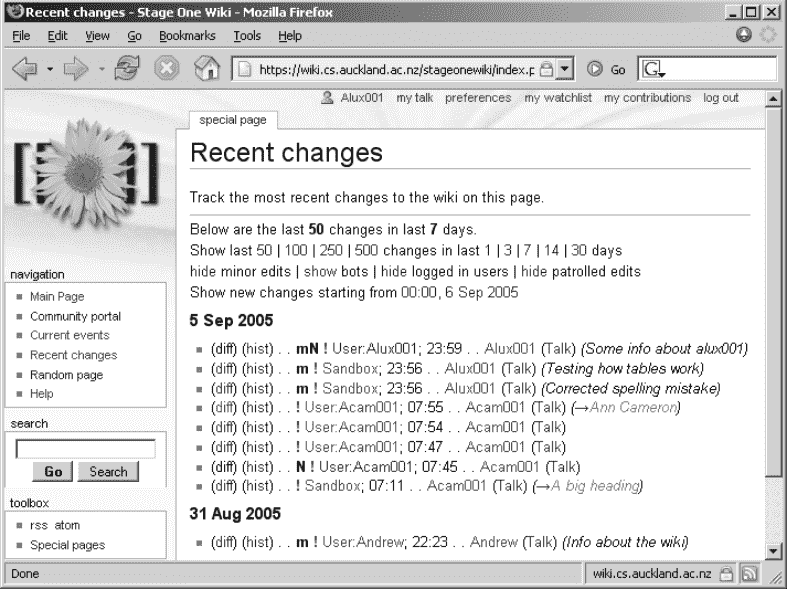 Recent changes - Stage One Wiki - Mozilla Firefox
File Edit View Go Bookmarks Tools Help
https://wiki.cs.auckland.ac.nz/stageonewiki/index.p Go G
Alux001 my talk preferences my watchlist my contributions log out
special page
Recent changes
Track the most recent changes to the wiki on this page.
Below are the last 50 changes in last 7 days.
Show last 50 | 100 | 250 | 500 changes in last 1 | 3 | 7 | 14 | 30 days
hide minor edits | show bots | hide logged in users | hide patrolled edits
Show new changes starting from 00:00, 6 Sep 2005
5 Sep 2005
(diff) (hist) . . mN ! User:Alux001; 23:59 . . Alux001 (Talk) (Some info about alux001)
(diff) (hist) . . m ! Sandbox; 23:56 . . Alux001 (Talk) (Testing how tables work)
(diff) (hist) . . m ! Sandbox; 23:56 . . Alux001 (Talk) (Corrected spelling mistake)
(diff) (hist) . . ! User:Acam001; 07:55 . . Acam001 (Talk) (→Ann Cameron)
(diff) (hist) . . ! User:Acam001; 07:54 . . Acam001 (Talk)
(diff) (hist) . . ! User:Acam001; 07:47 . . Acam001 (Talk)
(diff) (hist) . . N ! User:Acam001; 07:45 . . Acam001 (Talk)
(diff) (hist) . . ! Sandbox; 07:11 . . Acam001 (Talk) (→A big heading)
31 Aug 2005
(diff) (hist) . . m ! User:Andrew; 22:23 . . Andrew (Talk) (Info about the wiki)
navigation
Main Page
Community portal
Current events
Recent changes
Random page
Help
search
Go Search
toolbox
rss atom
Special pages
Done wiki.cs.auckland.ac.nz